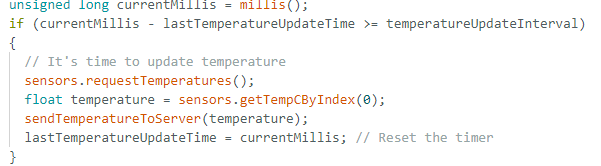 unsigned long currentMillis = millis();
if (currentMillis - lastTemperatureUpdateTime >= temperatureUpdateInterval)
{
// It's time to update temperature
sensors.requestTemperatures();
float temperature = sensors.getTempCByIndex(0);
sendTemperatureToServer(temperature);
lastTemperatureUpdateTime = currentMillis; // Reset the timer
}